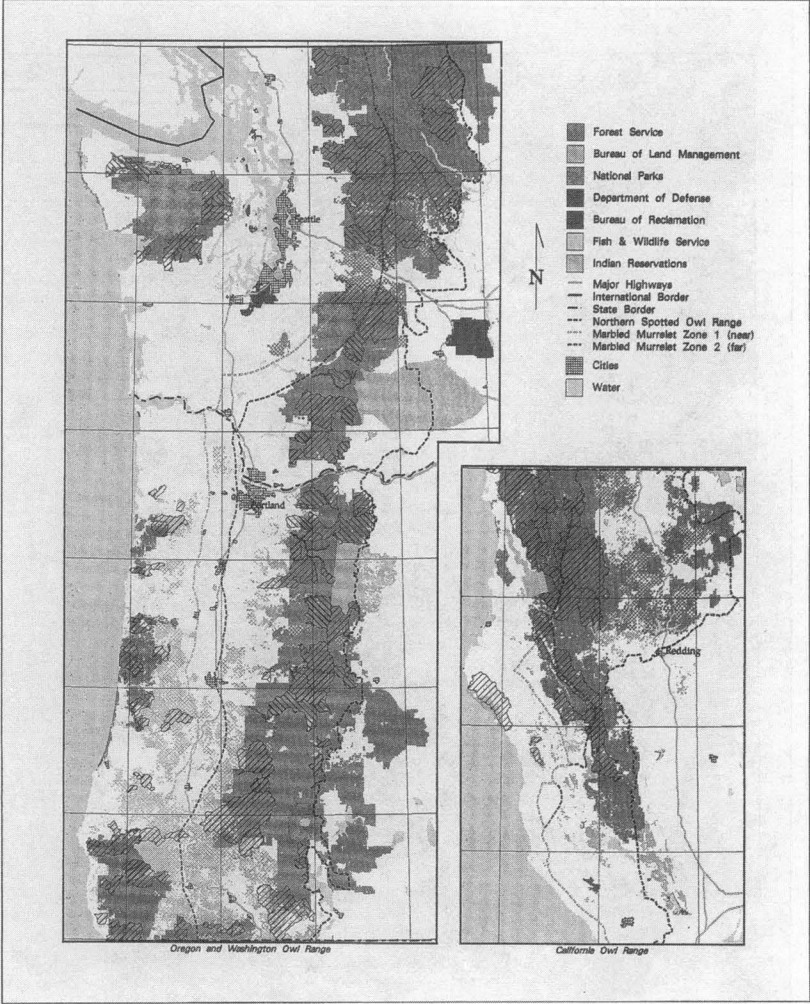 Forest Service
Bureau of Land Management
National Parks
Department of Defense
Bureau of Reclamation
Fish & Wildlife Service
Indian Reservations
Major Highways
International Border
State Border
Northern Spotted Owl Range
Marbled Murrelet Zone 1 (near)
Marbled Murrelet Zone 2 (far)
Cities
Water
N
Seattle
Portland
Redding
Oregon and Washington Owl Range
California Owl Range